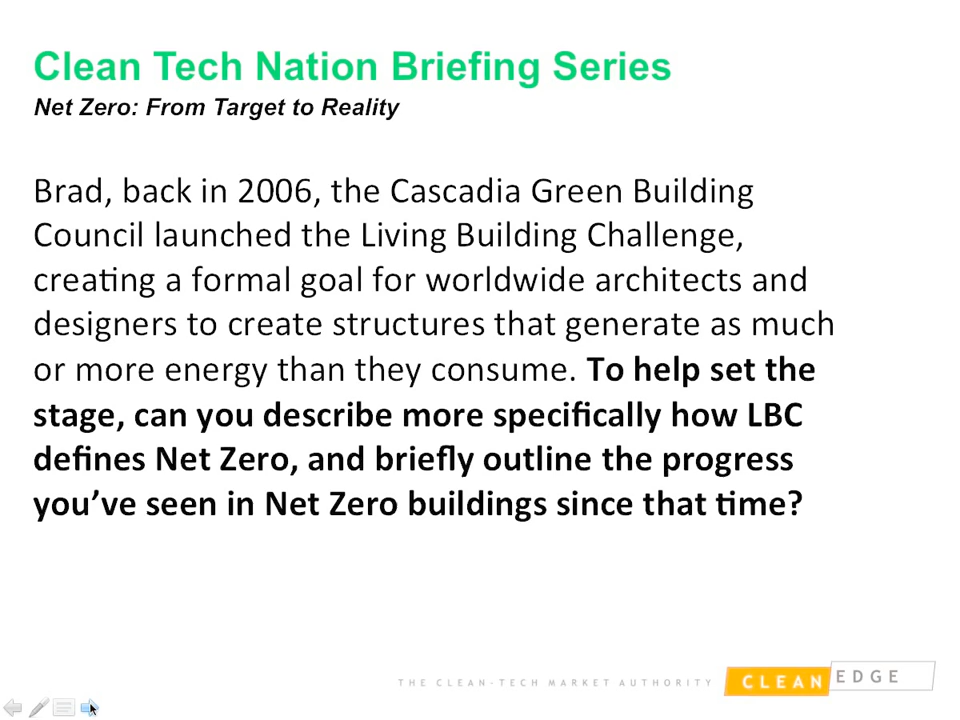 Clean Tech Nation Briefing Series
Net Zero: From Target to Reality
Brad, back in 2006, the Cascadia Green Building
Council launched the Living Building Challenge,
creating a formal goal for worldwide architects and
designers to create structures that generate as much
or more energy than they consume. To help set the
stage, can you describe more specifically how LBC
defines Net Zero, and briefly outline the progress
you’ve seen in Net Zero buildings since that time?
THE CLEAN-TECH MARKET AUTHORITY CLEAN EDGE